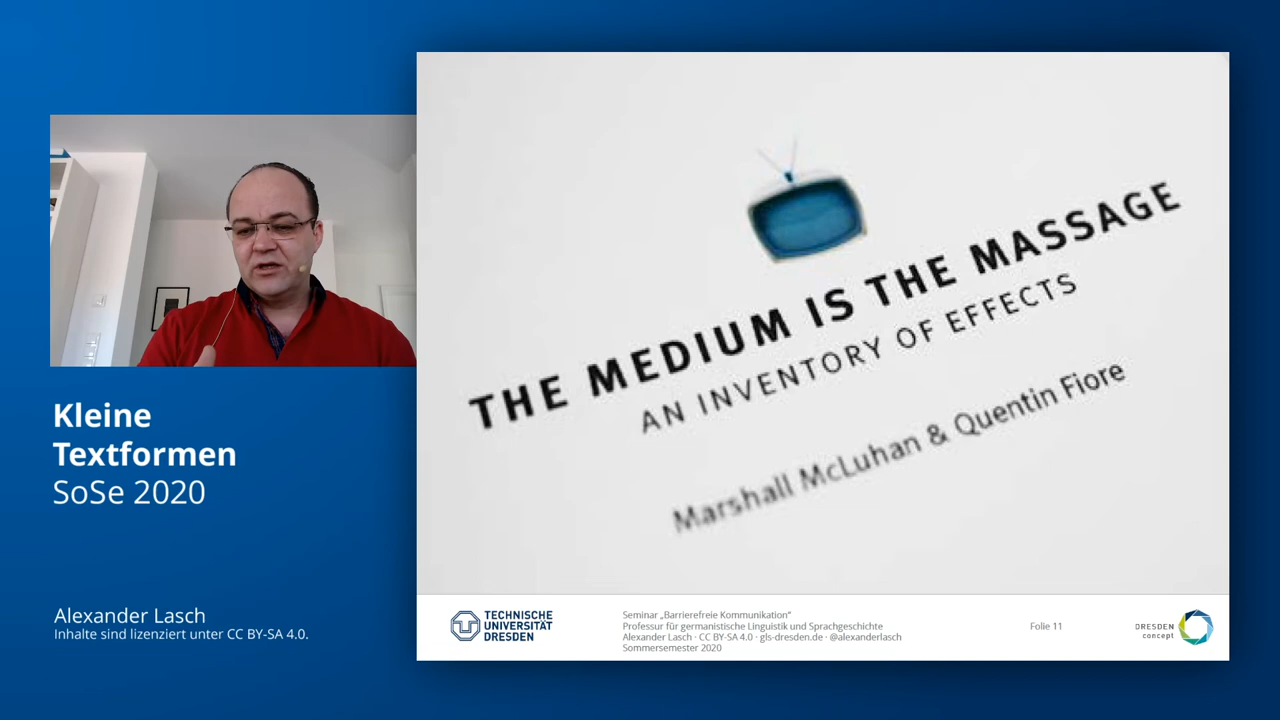 THE MEDIUM IS THE MASSAGE
AN INVENTORY OF EFFECTS
Marshall McLuhan & Quentin Fiore
Kleine
Textformen
SoSe 2020
Alexander Lasch
Inhalte sind lizenziert unter CC BY-SA 4.0.
TECHNISCHE
UNIVERSITÄT
DRESDEN
Seminar „Barrierefreie Kommunikation“
Professur für germanistische Linguistik und Sprachgeschichte
Alexander Lasch · CC BY-SA 4.0 · gls-dresden.de · @alexanderlasch
Sommersemester 2020
Folie 11
DRESDEN
concept